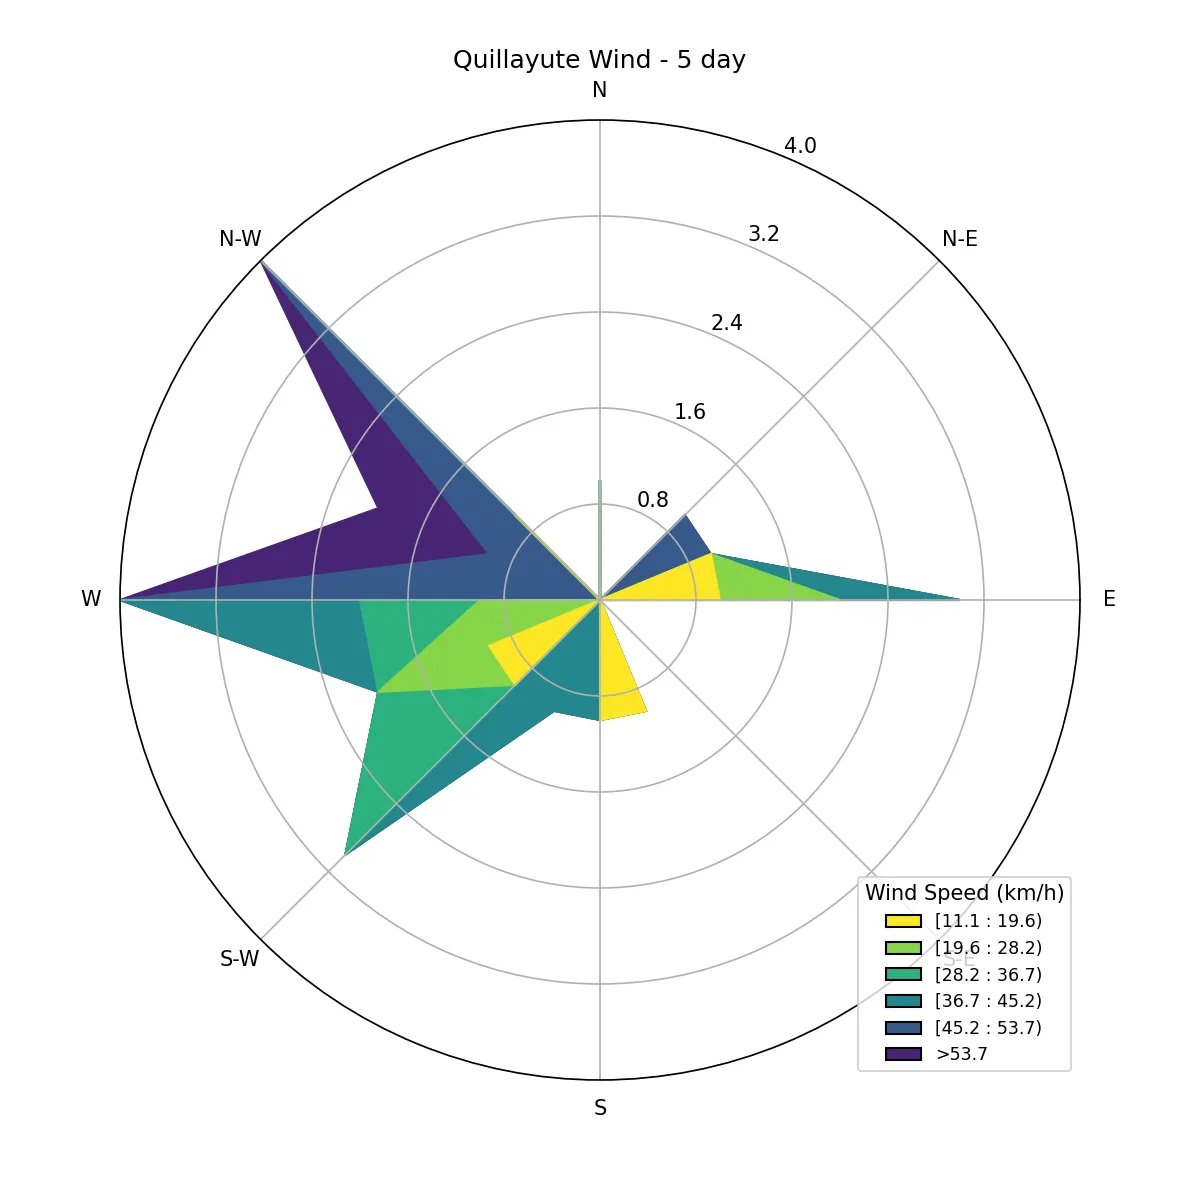 Quillayute Wind - 5 day
N
4.0
N-W
3.2
N-E
2.4
1.6
0.8
W
E
Wind Speed (km/h)
[11.1 : 19.6)
[19.6 : 28.2)
S-W
S-E
[28.2 : 36.7)
[36.7 : 45.2)
[45.2 : 53.7)
>53.7
S